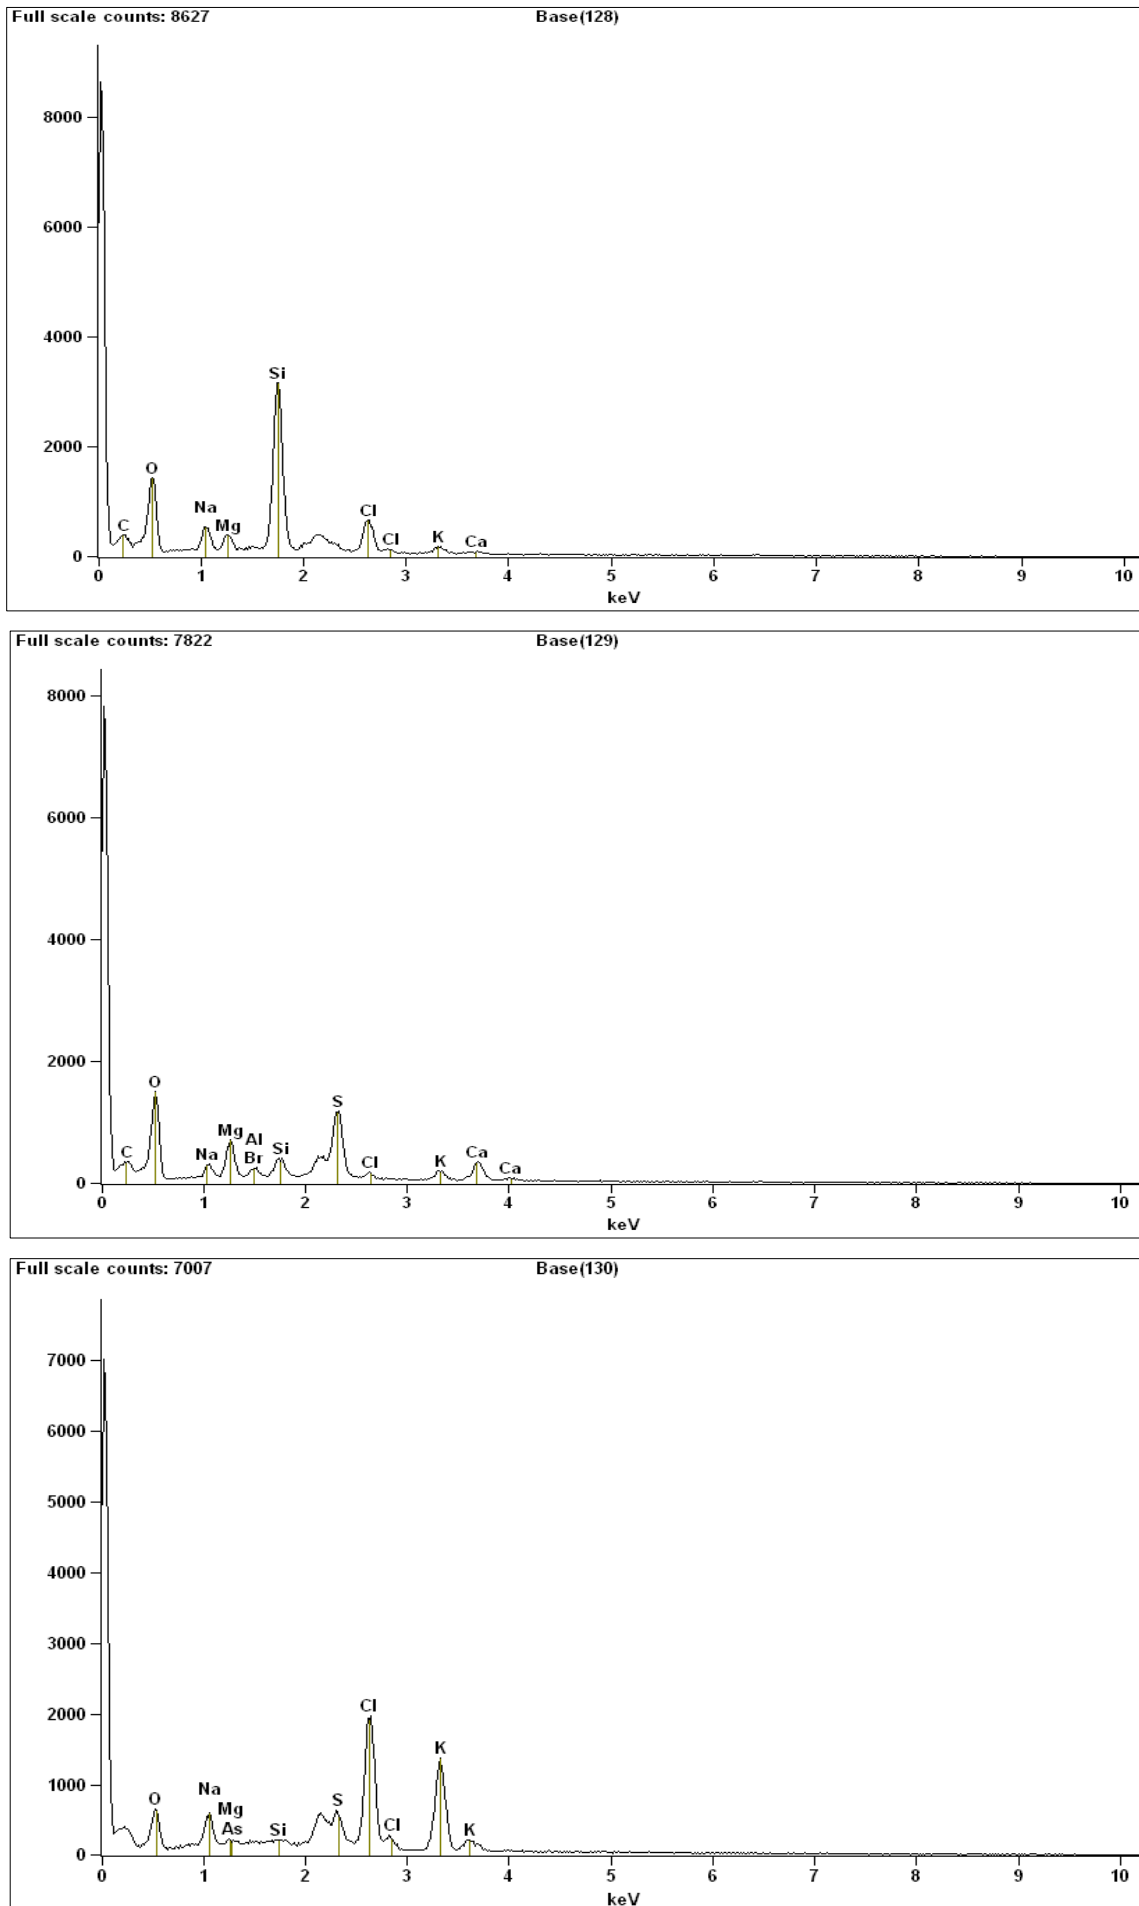 Full scale counts: 8627 Base(128)
8000
6000
Si
4000
2000
O
Na
Cl
C Mg
Cl K Ca
0
0 1 2 3 4 5 6 7 8 9 10
keV
Full scale counts: 7822 Base(129)
8000
6000
4000
2000
O
S
Mg Al
C Na Br Si
Cl K Ca
Ca
0
0 1 2 3 4 5 6 7 8 9 10
keV
Full scale counts: 7007 Base(130)
7000
6000
5000
4000
3000
2000
Cl
K
1000
Na
O Mg S
As Si Cl K
0
0 1 2 3 4 5 6 7 8 9 10
keV